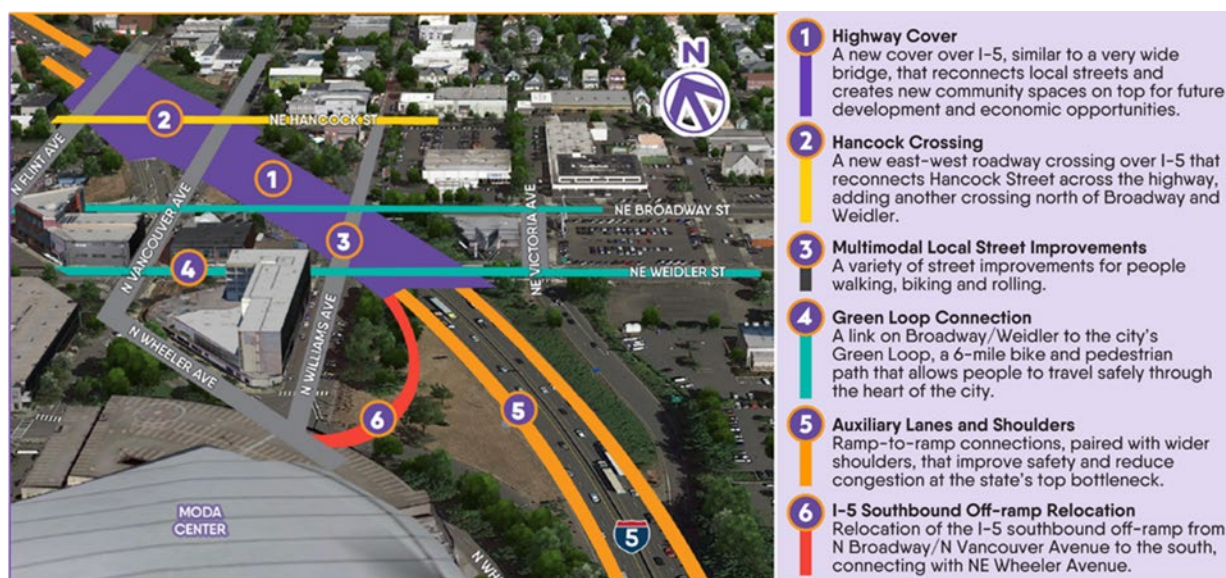 N
N FLINT AVE
2
NE HANCOCK ST
1
N VANCOUVER AVE
NE BROADWAY ST
3
NE VICTORIA AVE
4
NE WEIDLER ST
N WHEELER AVE
N WILLIAMS AVE
6
5
MODA
CENTER
5
N WH
1
Highway Cover
A new cover over I-5, similar to a very wide
bridge, that reconnects local streets and
creates new community spaces on top for future
development and economic opportunities.
2
Hancock Crossing
A new east-west roadway crossing over I-5 that
reconnects Hancock Street across the highway,
adding another crossing north of Broadway and
Weidler.
3
Multimodal Local Street Improvements
A variety of street improvements for people
walking, biking and rolling.
4
Green Loop Connection
A link on Broadway/Weidler to the city's
Green Loop, a 6-mile bike and pedestrian
path that allows people to travel safely through
the heart of the city.
5
Auxiliary Lanes and Shoulders
Ramp-to-ramp connections, paired with wider
shoulders, that improve safety and reduce
congestion at the state's top bottleneck.
6
I-5 Southbound Off-ramp Relocation
Relocation of the I-5 southbound off-ramp from
N Broadway/N Vancouver Avenue to the south,
connecting with NE Wheeler Avenue.